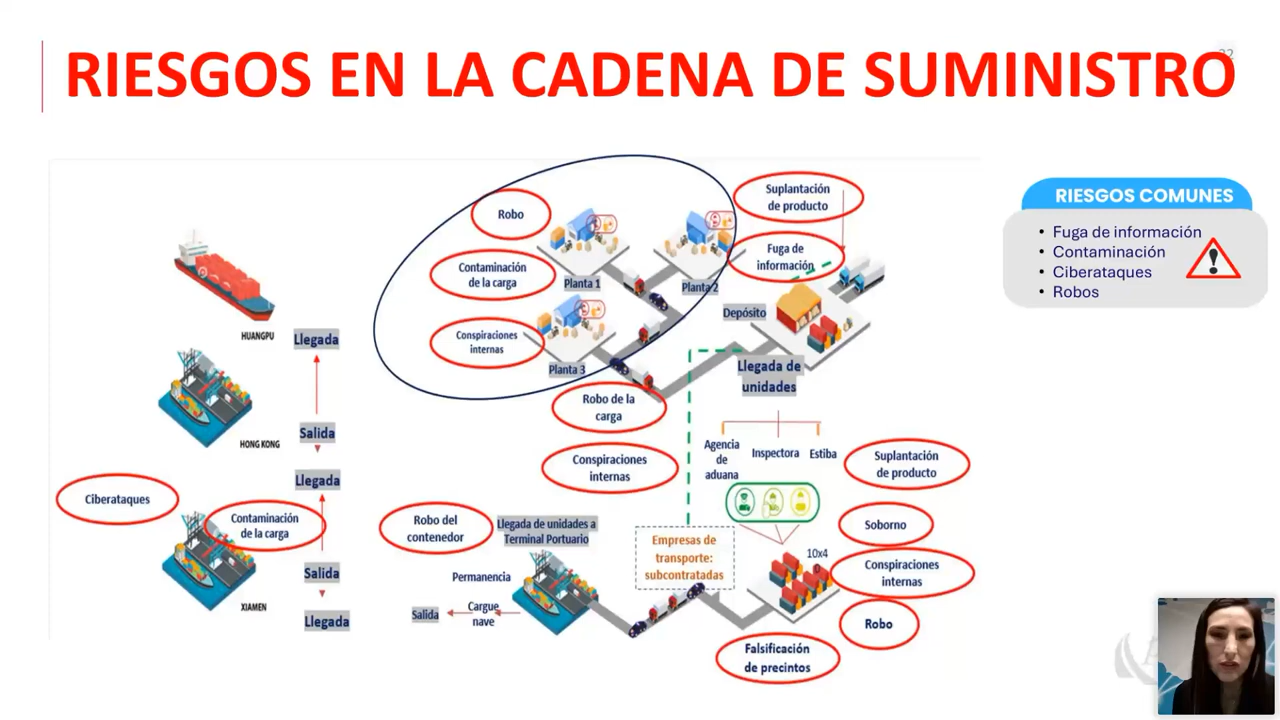 22
RIESGOS EN LA CADENA DE SUMINISTRO
RIESGOS COMUNES
• Fuga de información
• Contaminación
• Ciberataques
• Robos
Robo
Contaminación
de la carga
Conspiraciones
internas
Planta 1
Planta 2
Planta 3
Suplantación
de producto
Fuga de
información
Depósito
HUANGPU
Llegada
HONG KONG
Salida
Llegada
Llegada de
unidades
Robo de la
carga
Conspiraciones
internas
Agencia
de
aduana
Inspectora
Estiba
Suplantación
de producto
Ciberataques
Contaminación
de la carga
XIAMEN
Salida
Llegada
Robo del
contenedor
Llegada de unidades a
Terminal Portuario
Permanencia
Salida
Cargue
nave
Empresas de
transporte:
subcontratadas
10x4
Soborno
Conspiraciones
internas
Robo
Falsificación
de precintos